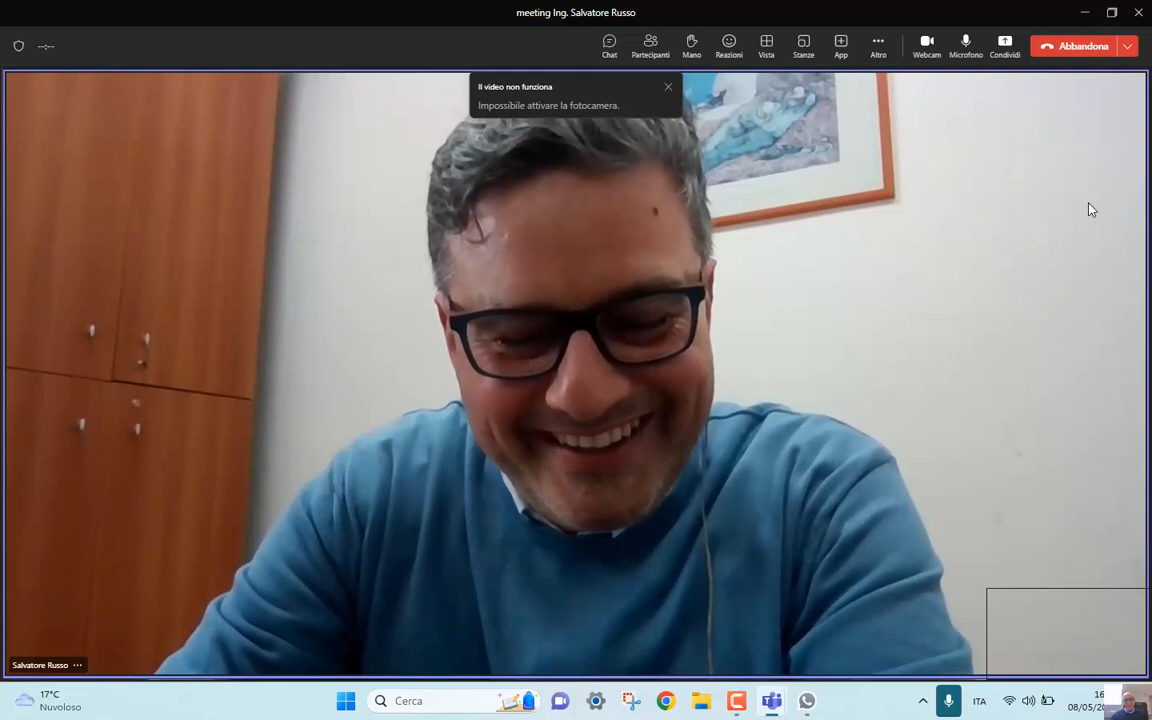 meeting Ing. Salvatore Russo
--:--
Chat
Partecipanti
Mano
Reazioni
Vista
Stanze
App
Altro
Webcam
Microfono
Condividi
Abbandona
Il video non funziona
Impossibile attivare la fotocamera.
Salvatore Russo
17°C
Nuvoloso
Cerca
ITA
16
08/05/20